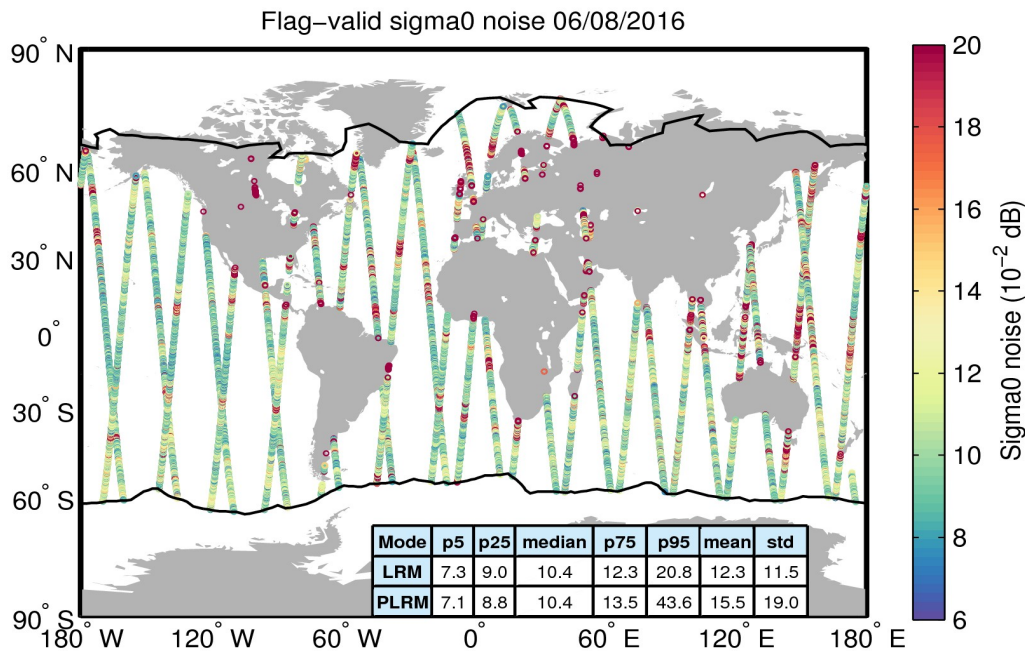 Flag−valid sigma0 noise 06/08/2016
90° N
60° N
30° N
0°
30° S
60° S
90° S
180° W
120° W
60° W
0°
60° E
120° E
180° E
Mode p5 p25 median p75 p95 mean std
LRM 7.3 9.0 10.4 12.3 20.8 12.3 11.5
PLRM 7.1 8.8 10.4 13.5 43.6 15.5 19.0
20
18
16
14
12
10
8
6
Sigma0 noise (10⁻² dB)